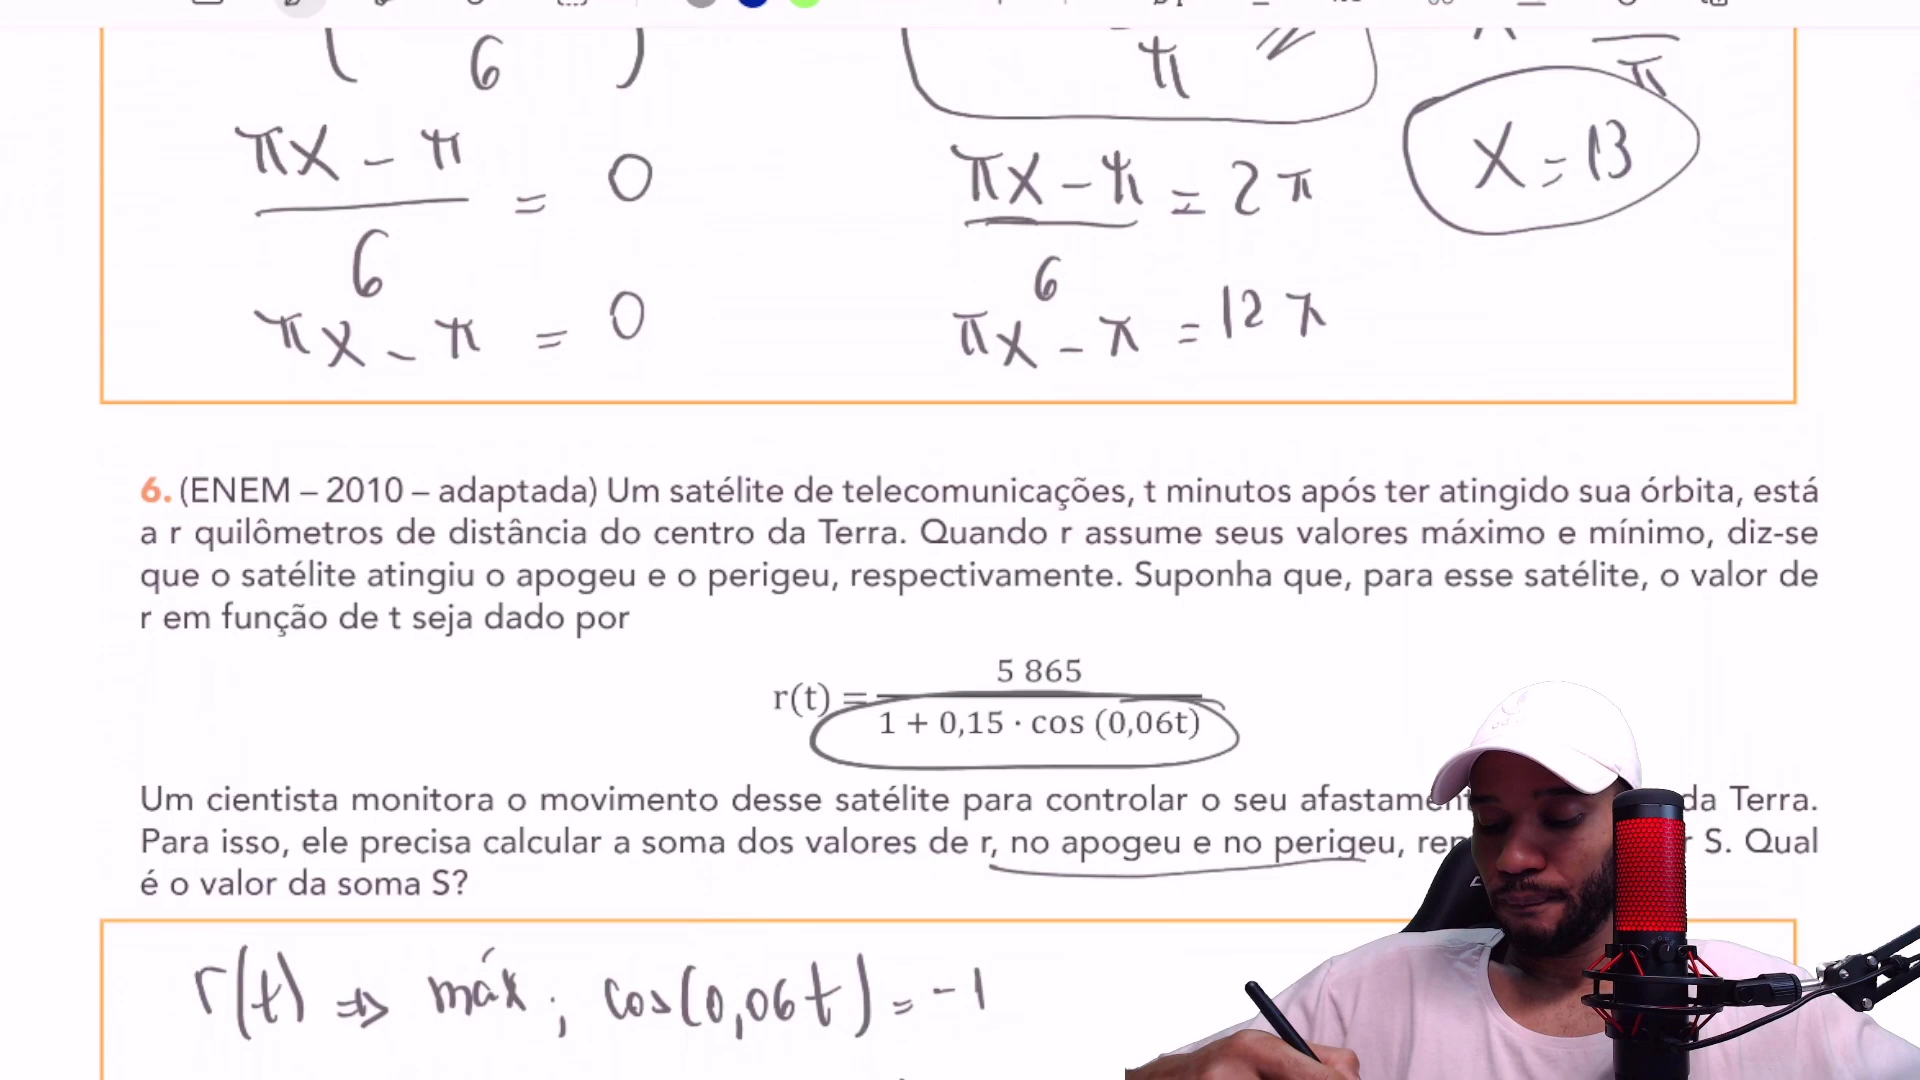 ( 6 )
π
π
πx - π = 0
6
πx - π = 0
πx - π = 2π
6
πx - π = 12π
x = 13
6. (ENEM – 2010 – adaptada) Um satélite de telecomunicações, t minutos após ter atingido sua órbita, está
a r quilômetros de distância do centro da Terra. Quando r assume seus valores máximo e mínimo, diz-se
que o satélite atingiu o apogeu e o perigeu, respectivamente. Suponha que, para esse satélite, o valor de
r em função de t seja dado por
r(t) = 5 865
1 + 0,15 · cos (0,06t)
Um cientista monitora o movimento desse satélite para controlar o seu da Terra.
Para isso, ele precisa calcular a soma dos valores de r, no apogeu e no perigeu, S. Qual
é o valor da soma S?
r(t) => máx ; cos(0,06t) = -1